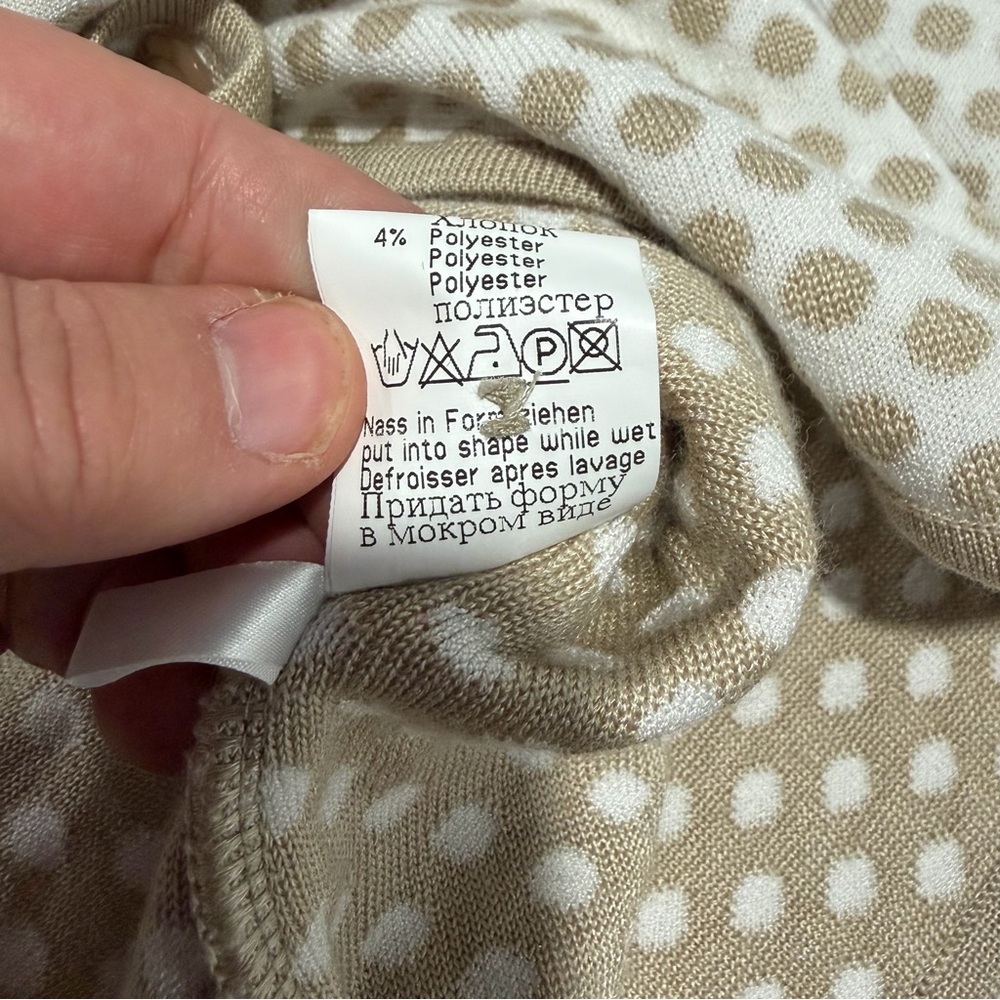 хлопок
4% Polyester
Polyester
Polyester
полиэстер
P
Nass in Form ziehen
put into shape while wet
Defroisser apres lavage
Придать форму
в мокром виде